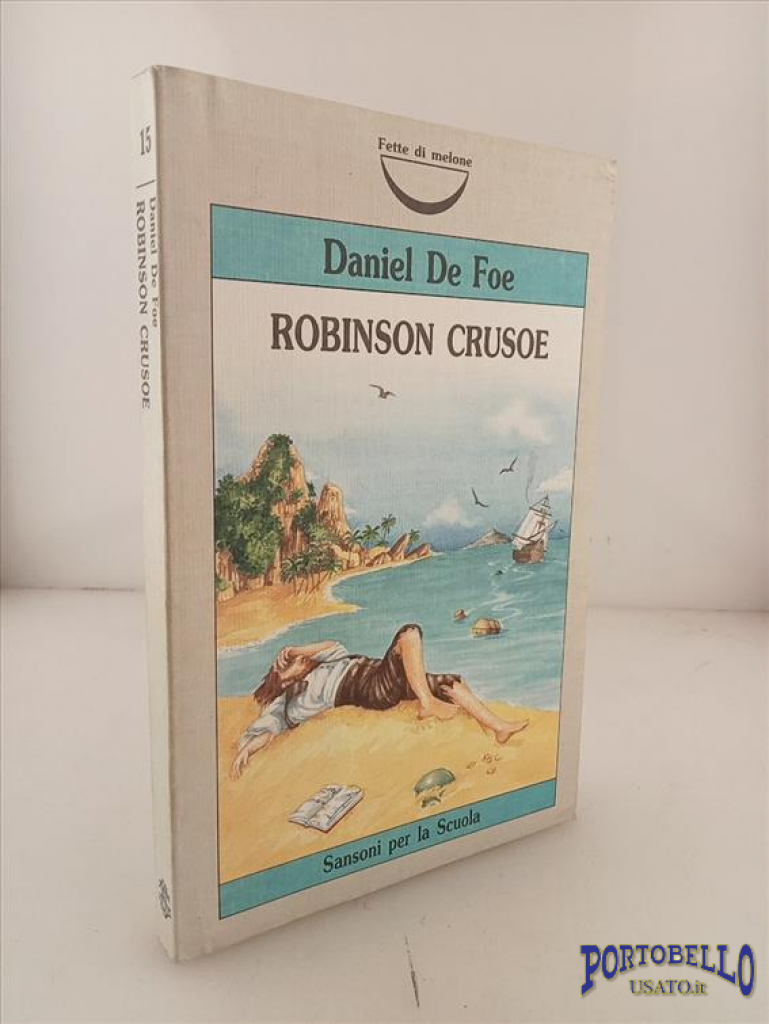 15
Daniel De Foe
ROBINSON CRUSOE
Fette di melone
Daniel De Foe
ROBINSON CRUSOE
Sansoni per la Scuola
PORTOBELLO
USATO.it